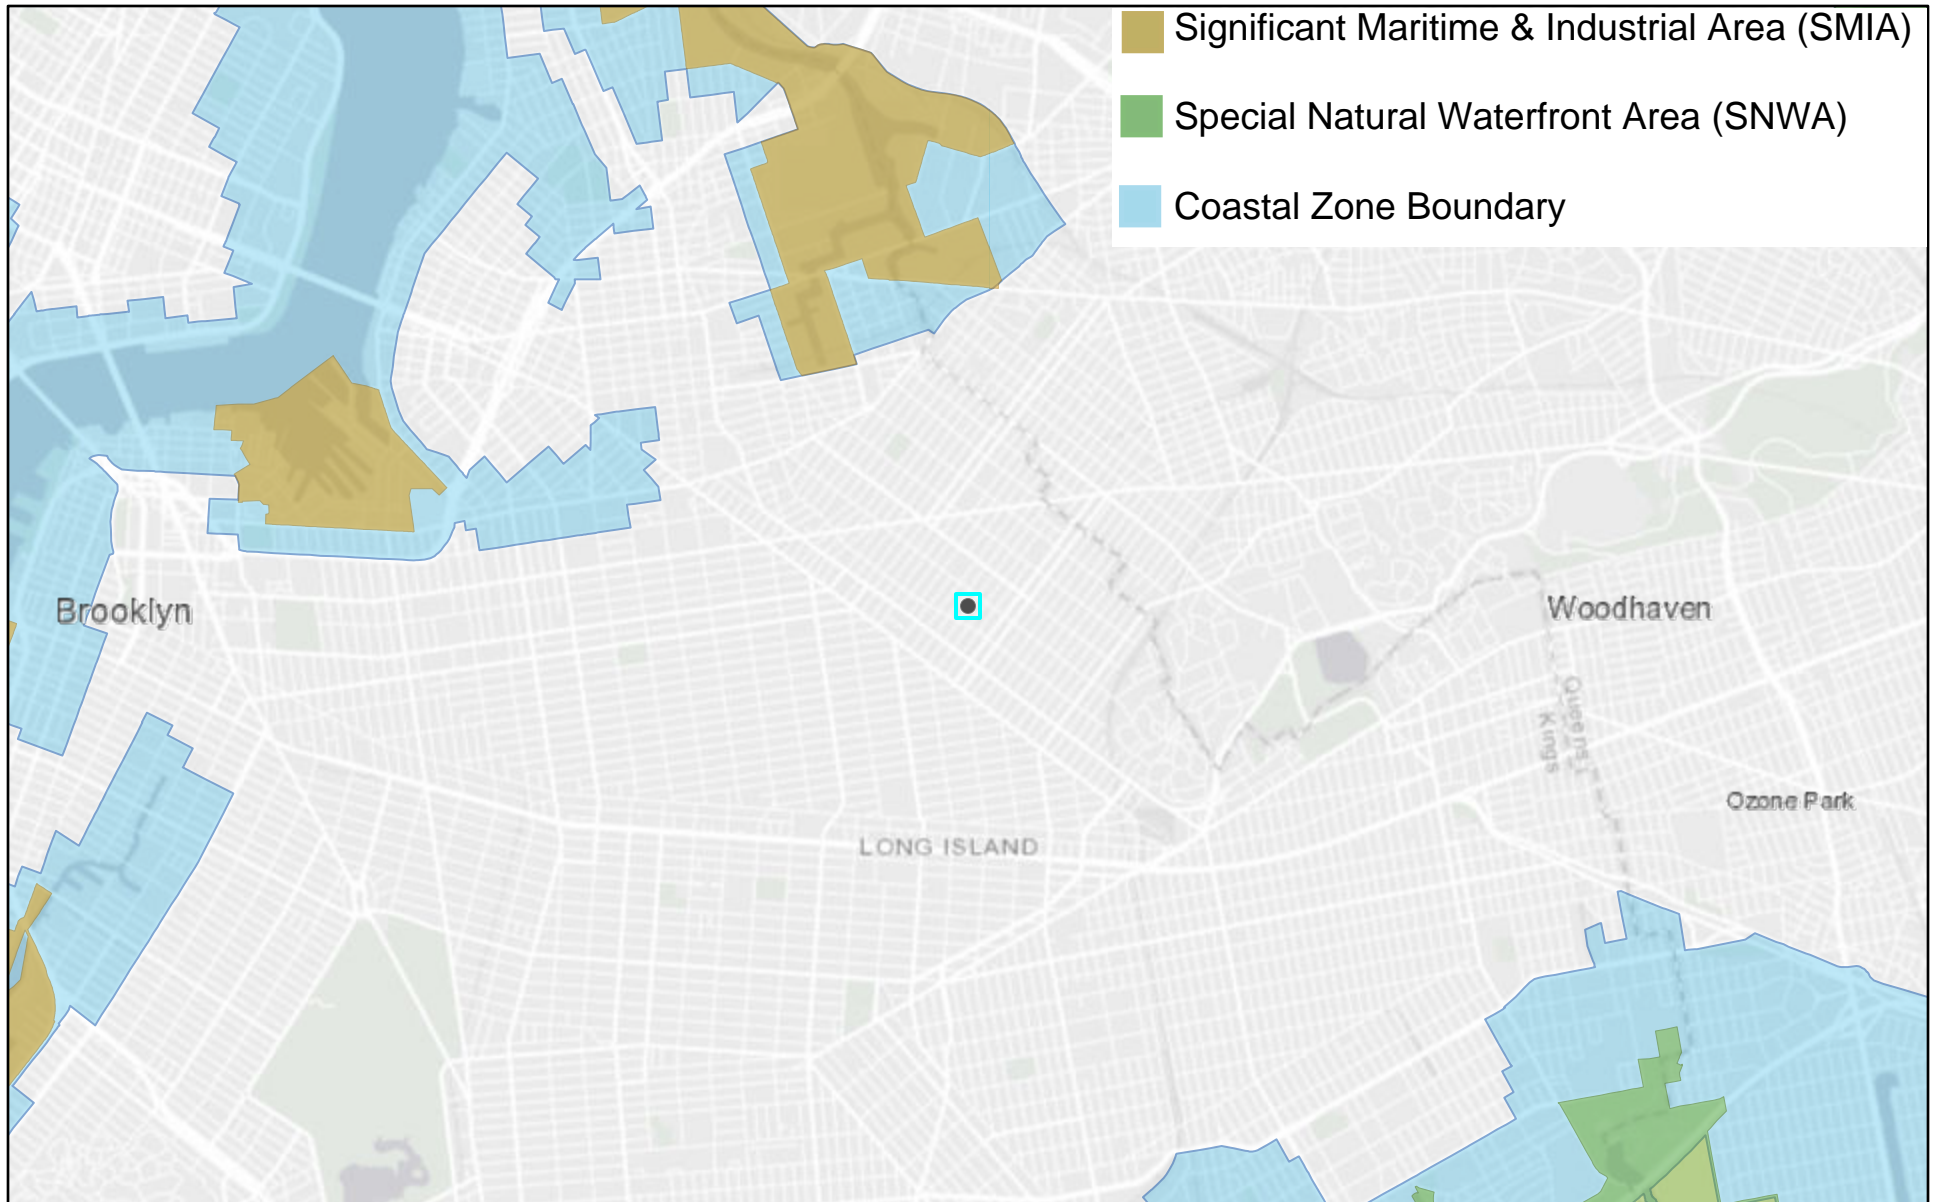 Significant Maritime & Industrial Area (SMIA)
Special Natural Waterfront Area (SNWA)
Coastal Zone Boundary
Brooklyn
Woodhaven
Queens
Kings
Ozone Park
LONG ISLAND